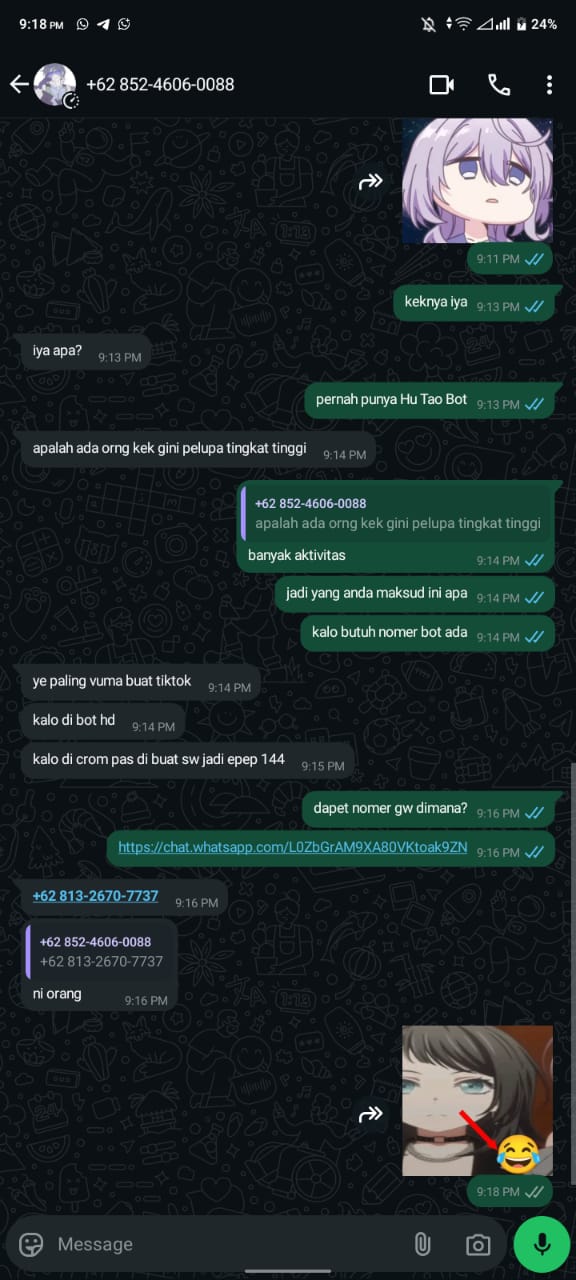 9:18 PM
24%
+62 852-4606-0088
9:11 PM
keknya iya 9:13 PM
iya apa? 9:13 PM
pernah punya Hu Tao Bot 9:13 PM
apalah ada orng kek gini pelupa tingkat tinggi 9:14 PM
+62 852-4606-0088
apalah ada orng kek gini pelupa tingkat tinggi
banyak aktivitas 9:14 PM
jadi yang anda maksud ini apa 9:14 PM
kalo butuh nomer bot ada 9:14 PM
ye paling vuma buat tiktok 9:14 PM
kalo di bot hd 9:14 PM
kalo di crom pas di buat sw jadi epep 144 9:15 PM
dapet nomer gw dimana? 9:16 PM
https://chat.whatsapp.com/L0ZbGrAM9XA80VKtoak9ZN 9:16 PM
+62 813-2670-7737 9:16 PM
+62 852-4606-0088
+62 813-2670-7737
ni orang 9:16 PM
9:18 PM
Message